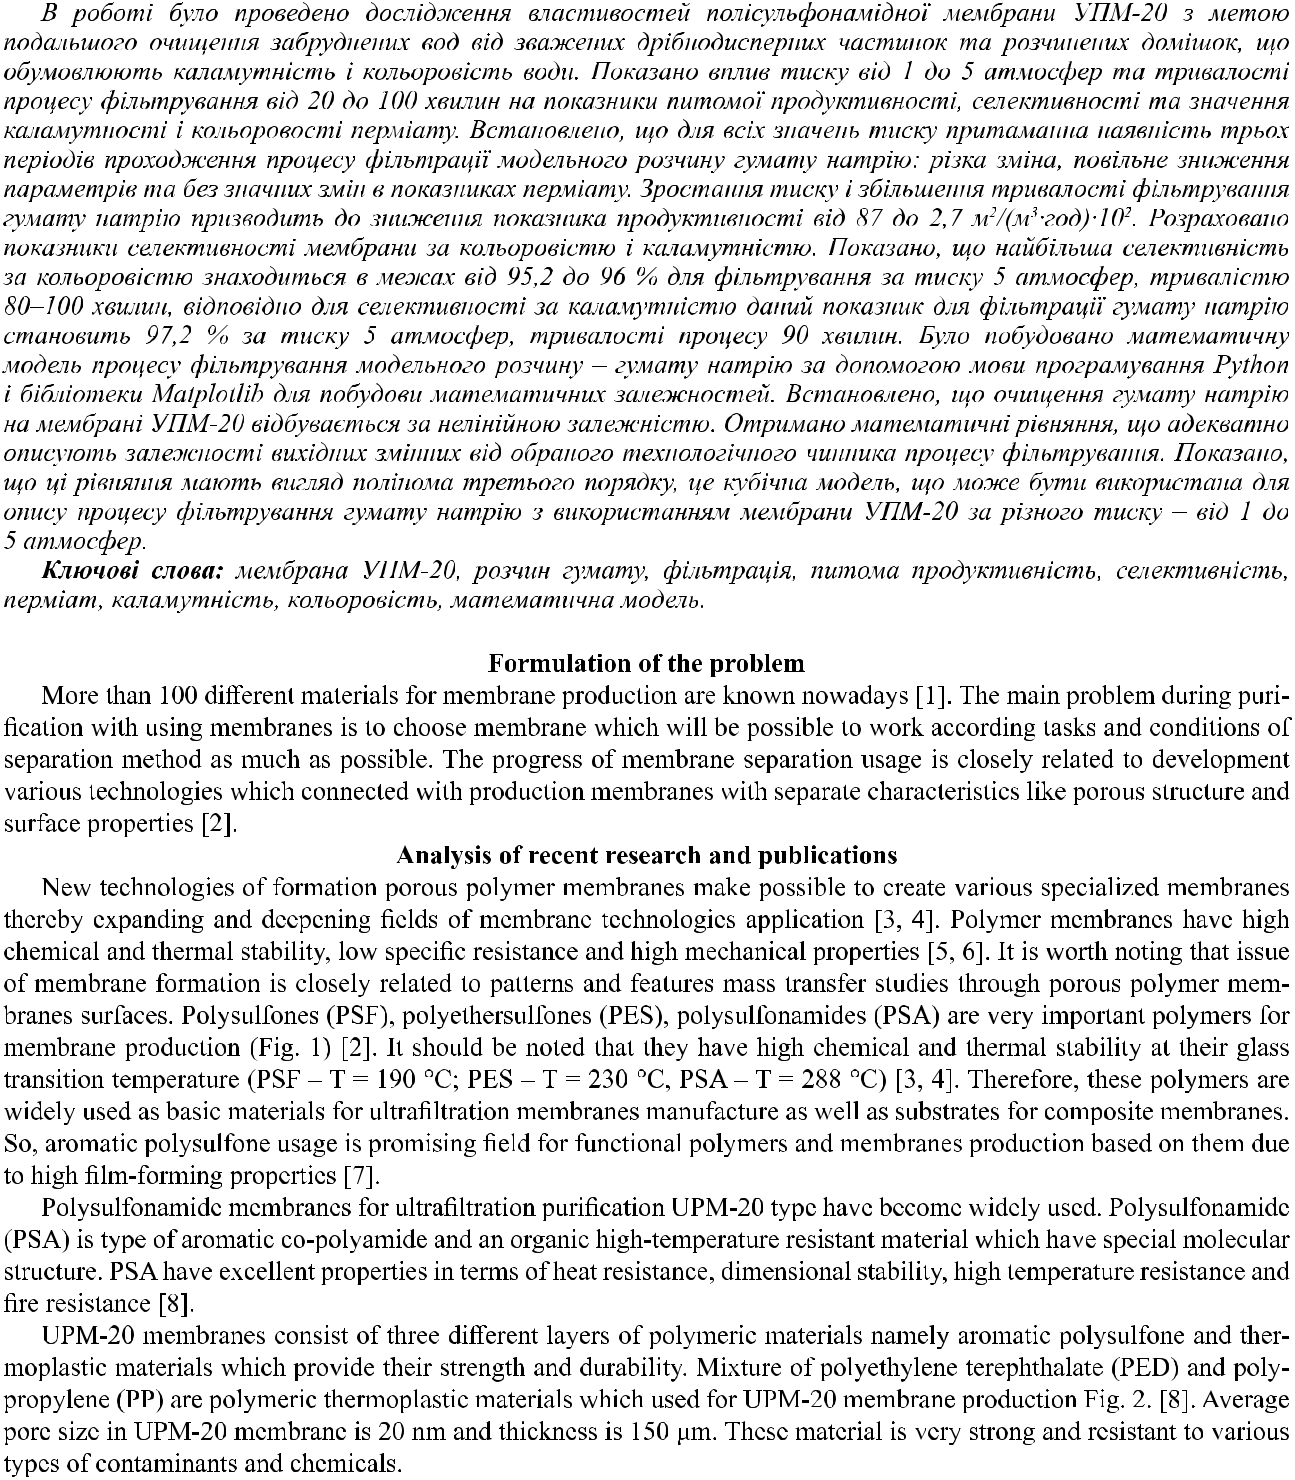 В роботі було проведено дослідження властивостей полісульфонамідної мембрани УПМ-20 з метою
подальшого очищення забруднених вод від зважених дрібнодисперних частинок та розчинених домішок, що
обумовлюють каламутність і кольоровість води. Показано вплив тиску від 1 до 5 атмосфер та тривалості
процесу фільтрування від 20 до 100 хвилин на показники питомої продуктивності, селективності та значення
каламутності і кольоровості перміату. Встановлено, що для всіх значень тиску притаманна наявність трьох
періодів проходження процесу фільтрації модельного розчину гумату натрію: різка зміна, повільне зниження
параметрів та без значних змін в показниках перміату. Зростання тиску і збільшення тривалості фільтрування
гумату натрію призводить до зниження показника продуктивності від 87 до 2,7 м²/(м³·год)·10². Розраховано
показники селективності мембрани за кольоровістю і каламутністю. Показано, що найбільша селективність
за кольоровістю знаходиться в межах від 95,2 до 96 % для фільтрування за тиску 5 атмосфер, тривалістю
80–100 хвилин, відповідно для селективності за каламутністю даний показник для фільтрації гумату натрію
становить 97,2 % за тиску 5 атмосфер, тривалості процесу 90 хвилин. Було побудовано математичну
модель процесу фільтрування модельного розчину – гумату натрію за допомогою мови програмування Python
і бібліотеки Matplotlib для побудови математичних залежностей. Встановлено, що очищення гумату натрію
на мембрані УПМ-20 відбувається за нелінійною залежністю. Отримано математичні рівняння, що адекватно
описують залежності вихідних змінних від обраного технологічного чинника процесу фільтрування. Показано,
що ці рівняння мають вигляд полінома третього порядку, це кубічна модель, що може бути використана для
опису процесу фільтрування гумату натрію з використанням мембрани УПМ-20 за різного тиску – від 1 до
5 атмосфер.
Ключові слова: мембрана УПМ-20, розчин гумату, фільтрація, питома продуктивність, селективність,
перміат, каламутність, кольоровість, математична модель.
Formulation of the problem
More than 100 different materials for membrane production are known nowadays [1]. The main problem during puri-
fication with using membranes is to choose membrane which will be possible to work according tasks and conditions of
separation method as much as possible. The progress of membrane separation usage is closely related to development
various technologies which connected with production membranes with separate characteristics like porous structure and
surface properties [2].
Analysis of recent research and publications
New technologies of formation porous polymer membranes make possible to create various specialized membranes
thereby expanding and deepening fields of membrane technologies application [3, 4]. Polymer membranes have high
chemical and thermal stability, low specific resistance and high mechanical properties [5, 6]. It is worth noting that issue
of membrane formation is closely related to patterns and features mass transfer studies through porous polymer mem-
branes surfaces. Polysulfones (PSF), polyethersulfones (PES), polysulfonamides (PSA) are very important polymers for
membrane production (Fig. 1) [2]. It should be noted that they have high chemical and thermal stability at their glass
transition temperature (PSF – T = 190 °C; PES – T = 230 °C, PSA – T = 288 °C) [3, 4]. Therefore, these polymers are
widely used as basic materials for ultrafiltration membranes manufacture as well as substrates for composite membranes.
So, aromatic polysulfone usage is promising field for functional polymers and membranes production based on them due
to high film-forming properties [7].
Polysulfonamide membranes for ultrafiltration purification UPM-20 type have become widely used. Polysulfonamide
(PSA) is type of aromatic co-polyamide and an organic high-temperature resistant material which have special molecular
structure. PSA have excellent properties in terms of heat resistance, dimensional stability, high temperature resistance and
fire resistance [8].
UPM-20 membranes consist of three different layers of polymeric materials namely aromatic polysulfone and ther-
moplastic materials which provide their strength and durability. Mixture of polyethylene terephthalate (PED) and poly-
propylene (PP) are polymeric thermoplastic materials which used for UPM-20 membrane production Fig. 2. [8]. Average
pore size in UPM-20 membrane is 20 nm and thickness is 150 μm. These material is very strong and resistant to various
types of contaminants and chemicals.